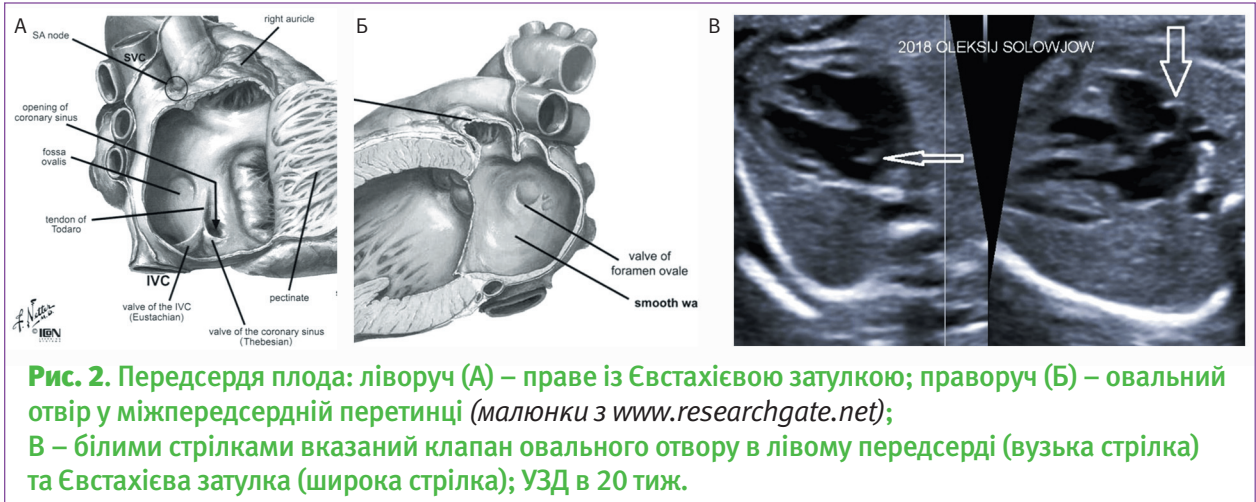 А
SA node
SVC
right auricle
opening of
coronary sinus
fossa
ovalis
tendon of
Todaro
IVC
valve of the IVC
(Eustachian)
pectinate
valve of the coronary sinus
(Thebesian)
F. Netter
M.D.
© ICON
Б
valve of
foramen ovale
smooth wa
В
2018 OLEKSIJ SOLOWJOW
Рис. 2. Передсердя плода: ліворуч (А) – праве із Євстахієвою затулкою; праворуч (Б) – овальний
отвір у міжпередсердній перетинці (малюнки з www.researchgate.net);
В – білими стрілками вказаний клапан овального отвору в лівому передсерді (вузька стрілка)
та Євстахієва затулка (широка стрілка); УЗД в 20 тиж.